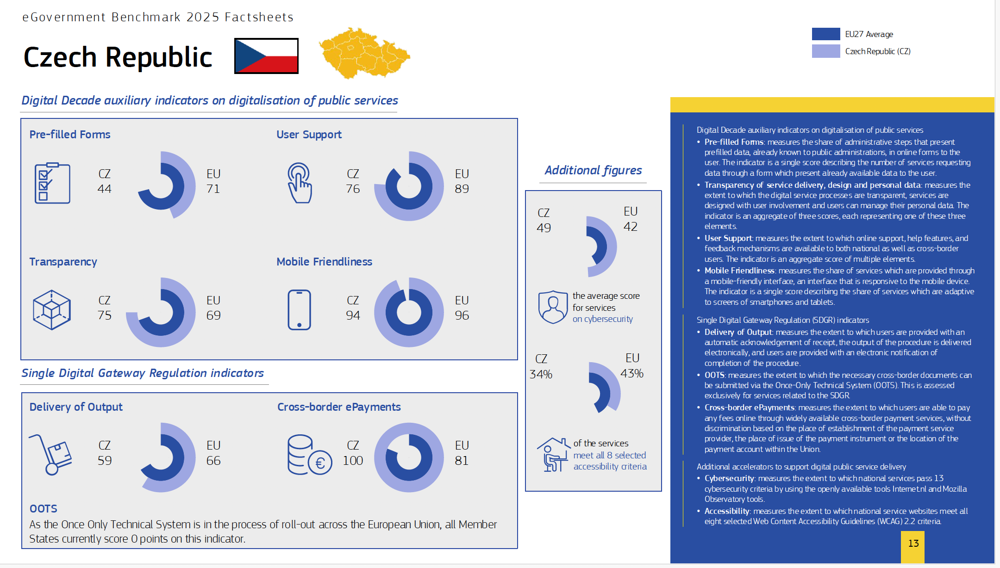 eGovernment Benchmark 2025 Factsheets
Czech Republic
EU27 Average
Czech Republic (CZ)
Digital Decade auxiliary indicators on digitalisation of public services
Pre-filled Forms
CZ
44
EU
71
User Support
CZ
76
EU
89
Transparency
CZ
75
EU
69
Mobile Friendliness
CZ
94
EU
96
Single Digital Gateway Regulation indicators
Delivery of Output
CZ
59
EU
66
Cross-border ePayments
€
CZ
100
EU
81
OOTS
As the Once Only Technical System is in the process of roll-out across the European Union, all Member
States currently score 0 points on this indicator.
Additional figures
CZ
49
EU
42
the average score
for services
on cybersecurity
CZ
34%
EU
43%
of the services
meet all 8 selected
accessibility criteria
Digital Decade auxiliary indicators on digitalisation of public services
• Pre-filled Forms: measures the share of administrative steps that present
prefilled data, already known to public administrations, in online forms to the
user. The indicator is a single score describing the number of services requesting
data through a form which present already available data to the user.
• Transparency of service delivery, design and personal data: measures the
extent to which the digital service processes are transparent, services are
designed with user involvement and users can manage their personal data. The
indicator is an aggregate of three scores, each representing one of these three
elements.
• User Support: measures the extent to which online support, help features, and
feedback mechanisms are available to both national as well as cross-border
users. The indicator is an aggregate score of multiple elements.
• Mobile Friendliness: measures the share of services which are provided through
a mobile-friendly interface, an interface that is responsive to the mobile device.
The indicator is a single score describing the share of services which are adaptive
to screens of smartphones and tablets.
Single Digital Gateway Regulation (SDGR) indicators
• Delivery of Output: measures the extent to which users are provided with an
automatic acknowledgement of receipt, the output of the procedure is delivered
electronically, and users are provided with an electronic notification of
completion of the procedure.
• OOTS: measures the extent to which the necessary cross-border documents can
be submitted via the Once-Only Technical System (OOTS). This is assessed
exclusively for services related to the SDGR.
• Cross-border ePayments: measures the extent to which users are able to pay
any fees online through widely available cross-border payment services, without
discrimination based on the place of establishment of the payment service
provider, the place of issue of the payment instrument or the location of the
payment account within the Union.
Additional accelerators to support digital public service delivery
• Cybersecurity: measures the extent to which national services pass 13
cybersecurity criteria by using the openly available tools Internet.nl and Mozilla
Observatory tools.
• Accessibility: measures the extent to which national service websites meet all
eight selected Web Content Accessibility Guidelines (WCAG) 2.2 criteria.
13